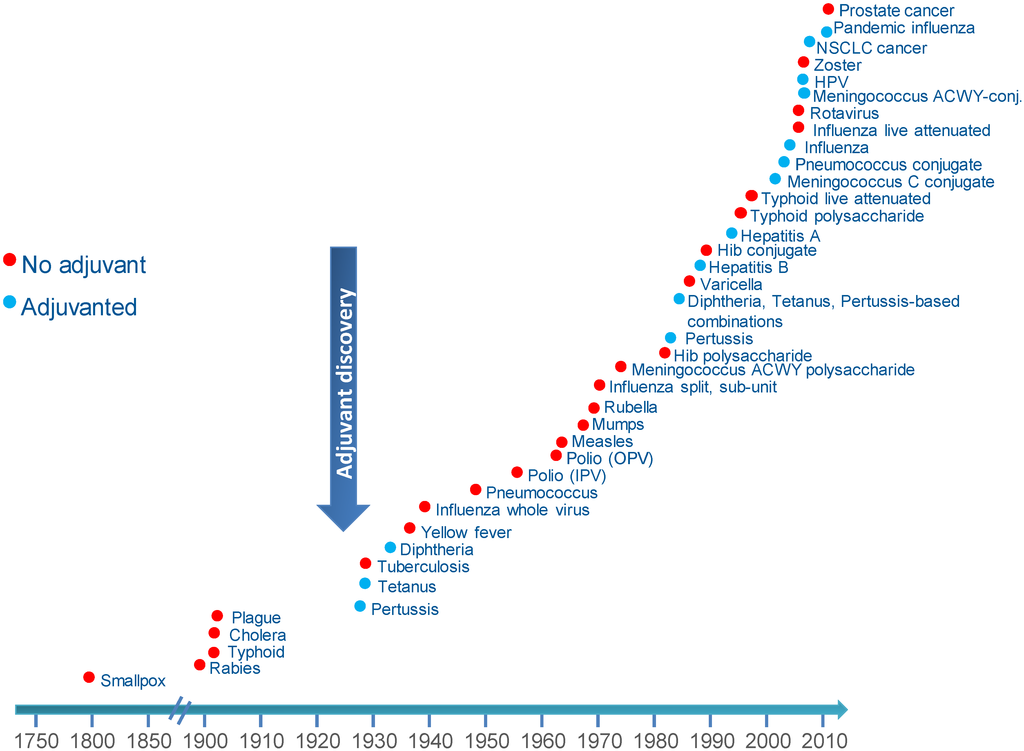 Prostate cancer
Pandemic influenza
NSCLC cancer
Zoster
HPV
Meningococcus ACWY-conj.
Rotavirus
Influenza live attenuated
Influenza
Pneumococcus conjugate
Meningococcus C conjugate
Typhoid live attenuated
Typhoid polysaccharide
Hepatitis A
Hib conjugate
Hepatitis B
Varicella
Diphtheria, Tetanus, Pertussis-based
combinations
Pertussis
Hib polysaccharide
Meningococcus ACWY polysaccharide
Influenza split, sub-unit
Rubella
Mumps
Measles
Polio (OPV)
Polio (IPV)
Pneumococcus
Influenza whole virus
Yellow fever
Diphtheria
Tuberculosis
Tetanus
Pertussis
Plague
Cholera
Typhoid
Rabies
Smallpox
No adjuvant
Adjuvanted
Adjuvant discovery
1750 1800 1850 1900 1910 1920 1930 1940 1950 1960 1970 1980 1990 2000 2010